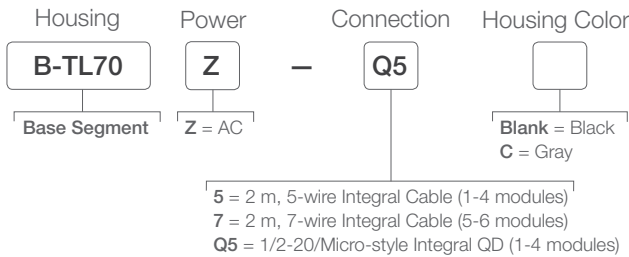 Housing Power Connection Housing Color
B-TL70 Z – Q5
Base Segment Z = AC Blank = Black
C = Gray
5 = 2 m, 5-wire Integral Cable (1-4 modules)
7 = 2 m, 7-wire Integral Cable (5-6 modules)
Q5 = 1/2-20/Micro-style Integral QD (1-4 modules)